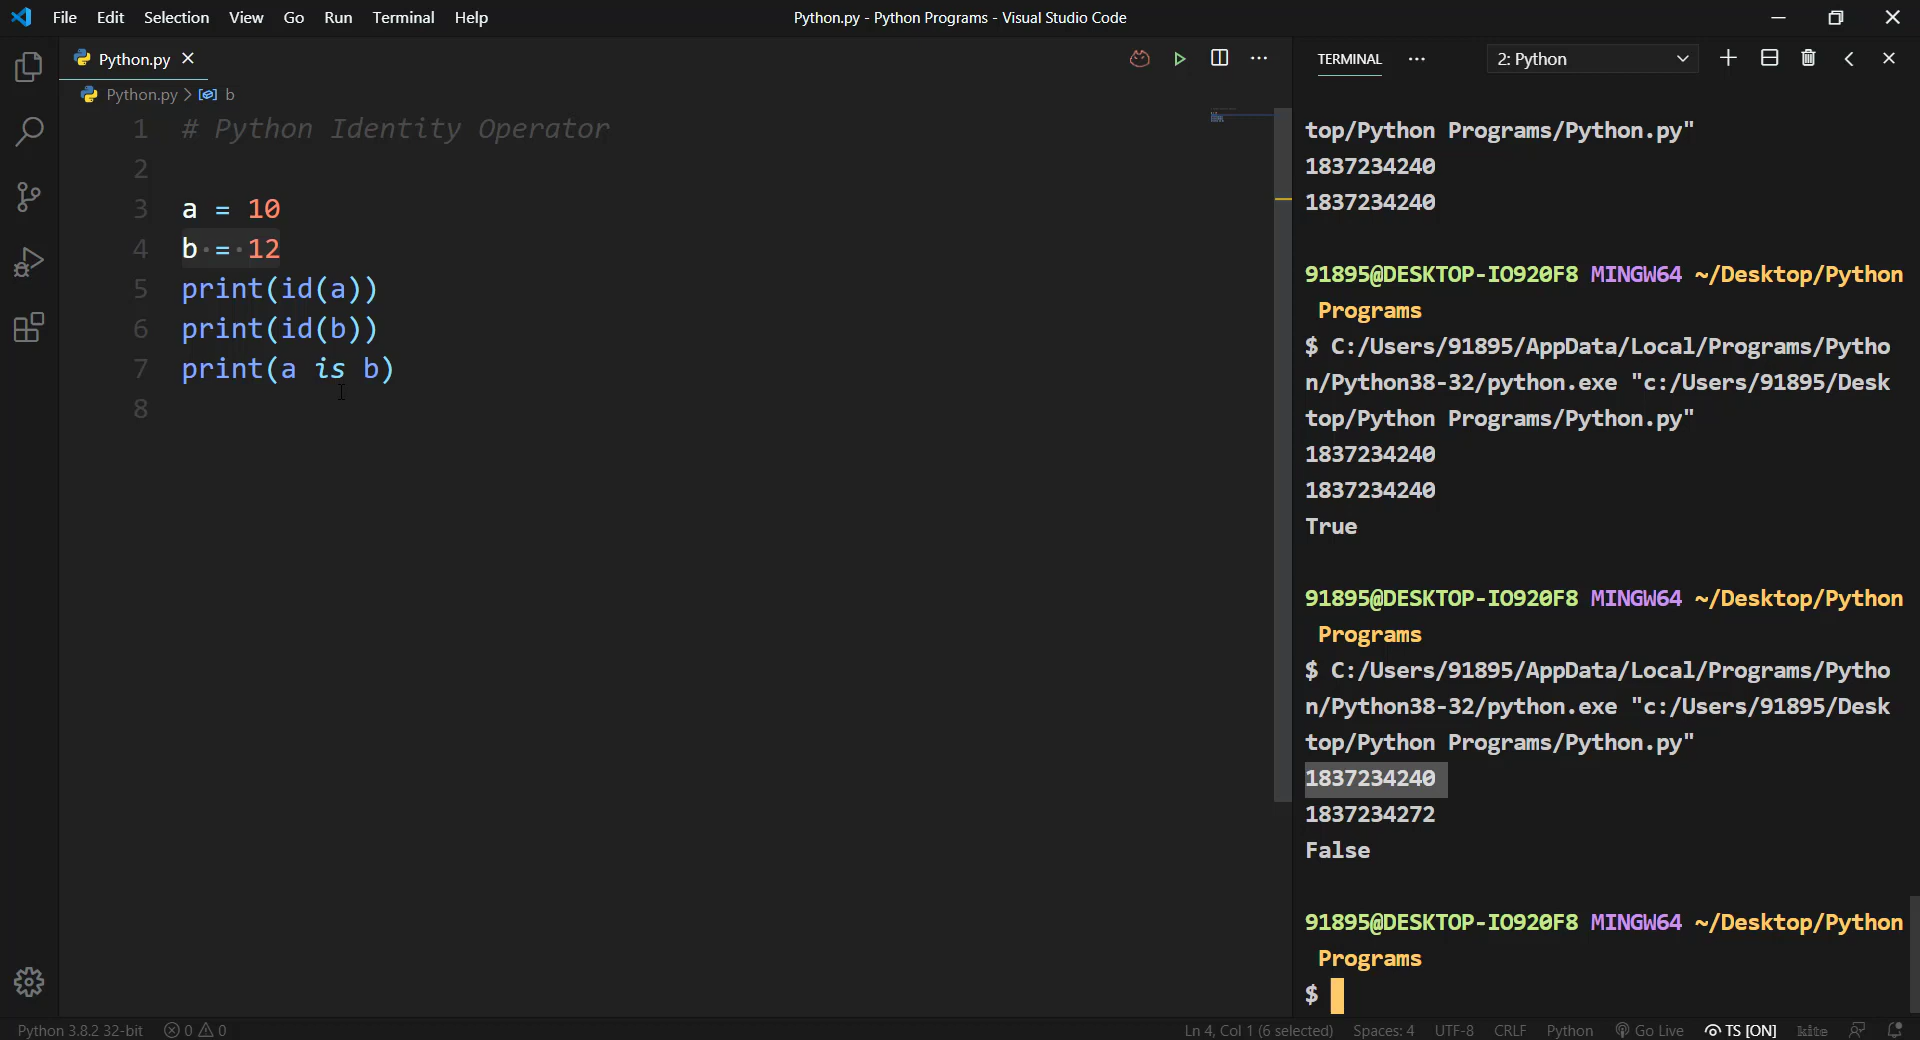 File Edit Selection View Go Run Terminal Help
Python.py - Python Programs - Visual Studio Code
Python.py
Python.py > b
1 # Python Identity Operator
2
3 a = 10
4 b = 12
5 print(id(a))
6 print(id(b))
7 print(a is b)
8
TERMINAL
2: Python
top/Python Programs/Python.py"
1837234240
1837234240
91895@DESKTOP-IO920F8 MINGW64 ~/Desktop/Python
Programs
$ C:/Users/91895/AppData/Local/Programs/Pytho
n/Python38-32/python.exe "c:/Users/91895/Desk
top/Python Programs/Python.py"
1837234240
1837234240
True
91895@DESKTOP-IO920F8 MINGW64 ~/Desktop/Python
Programs
$ C:/Users/91895/AppData/Local/Programs/Pytho
n/Python38-32/python.exe "c:/Users/91895/Desk
top/Python Programs/Python.py"
1837234240
1837234272
False
91895@DESKTOP-IO920F8 MINGW64 ~/Desktop/Python
Programs
$
Python 3.8.2 32-bit 0 0
Ln 4, Col 1 (6 selected) Spaces: 4 UTF-8 CRLF Python Go Live TS [ON] kite